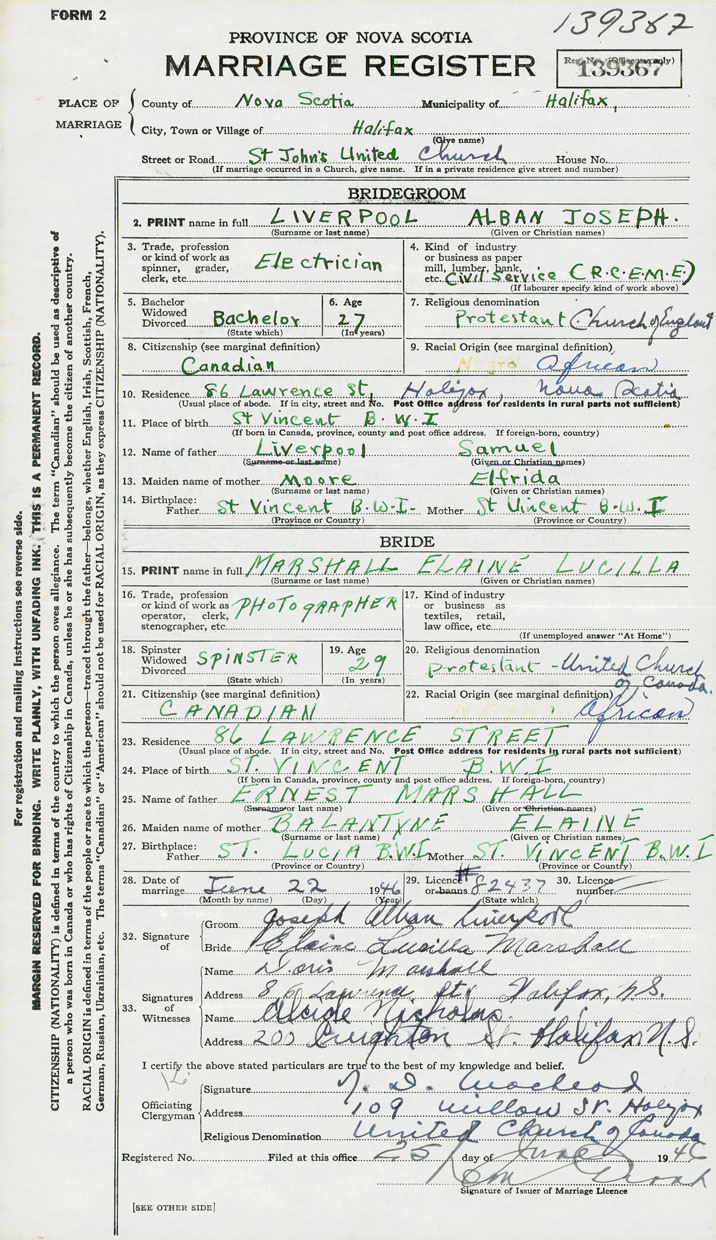 FORM 2
139367
PROVINCE OF NOVA SCOTIA
MARRIAGE REGISTER
Reg. No. (Office use only)
139367
PLACE OF MARRIAGE
County of Nova Scotia Municipality of Halifax,
City, Town or Village of Halifax
(Give name)
Street or Road St John's United Church House No.
(If marriage occurred in a Church, give name. If in a private residence give street and number)
BRIDEGROOM
2. PRINT name in full LIVERPOOL ALBAN JOSEPH.
(Surname or last name) (Given or Christian names)
3. Trade, profession or kind of work as spinner, grader, clerk, etc. Electrician
4. Kind of industry or business as paper mill, lumber, bank, etc. Civil Service (R.C.E.M.E)
(If labourer specify kind of work above)
5. Bachelor Widowed Divorced Bachelor
(State which)
6. Age 27
(In years)
7. Religious denomination
Protestant Church of England
8. Citizenship (see marginal definition)
Canadian
9. Racial Origin (see marginal definition)
Negro African
10. Residence 86 Lawrence St, Halifax, Nova Scotia
(Usual place of abode. If in city, street and No. Post Office address for residents in rural parts not sufficient)
11. Place of birth St Vincent B.W.I
(If born in Canada, province, county and post office address. If foreign-born, country)
12. Name of father Liverpool Samuel
(Surname or last name) (Given or Christian names)
13. Maiden name of mother Moore Elfrida
(Surname or last name) (Given or Christian names)
14. Birthplace: Father St Vincent B.W.I- Mother St Vincent B.W.I
(Province or Country) (Province or Country)
BRIDE
15. PRINT name in full MARSHALL ELAINE LUCILLA
(Surname or last name) (Given or Christian names)
16. Trade, profession or kind of work as operator, clerk, stenographer, etc. PHOTOGRAPHER
17. Kind of industry or business as textiles, retail, law office, etc.
(If unemployed answer "At Home")
18. Spinster Widowed Divorced SPINSTER
(State which)
19. Age 29
(In years)
20. Religious denomination
Protestant - United Church of Canada.
21. Citizenship (see marginal definition)
CANADIAN
22. Racial Origin (see marginal definition)
African
23. Residence 86 LAWRENCE STREET
(Usual place of abode. If in city, street and No. Post Office address for residents in rural parts not sufficient)
24. Place of birth ST. VINCENT B.W.I
(If born in Canada, province, county and post office address. If foreign-born, country)
25. Name of father ERNEST MARSHALL
(Surname or last name) (Given or Christian names)
26. Maiden name of mother BALANTYNE ELAINE
(Surname or last name) (Given or Christian names)
27. Birthplace: Father ST. LUCIA B.W.I Mother ST. VINCENT B.W.I
(Province or Country) (Province or Country)
28. Date of marriage June 22 1946
(Month by name) (Day) (Year)
29. Licence or banns #82437
(State which)
30. Licence number
32. Signature of
Groom Joseph Alban Liverpool
Bride Elaine Lucilla Marshall
33. Signatures of Witnesses
Name Doris Marshall
Address 86 Lawrence St. Halifax, N.S.
Name Nicholas
Address 200 Creighton St. Halifax N.S.
I certify the above stated particulars are true to the best of my knowledge and belief.
Officiating Clergyman
Signature
Address 109 Willow St. Halifax
Religious Denomination United Church of Canada
Registered No. Filed at this office 25 day of June 1946
Signature of Issuer of Marriage Licence
[SEE OTHER SIDE]
For registration and mailing instructions see reverse side.
MARGIN RESERVED FOR BINDING. WRITE PLAINLY, WITH UNFADING INK: THIS IS A PERMANENT RECORD.
CITIZENSHIP (NATIONALITY) is defined in terms of the country to which the person owes allegiance. The term "Canadian" should be used as descriptive of
a person who was born in Canada or who has rights of Citizenship in Canada, unless he or she has subsequently become the citizen of another country.
RACIAL ORIGIN is defined in terms of the people or race to which the person—traced through the father—belongs, whether English, Irish, Scottish, French,
German, Russian, Ukrainian, etc. The terms "Canadian" or "American" should not be used for RACIAL ORIGIN, as they express CITIZENSHIP (NATIONALITY).